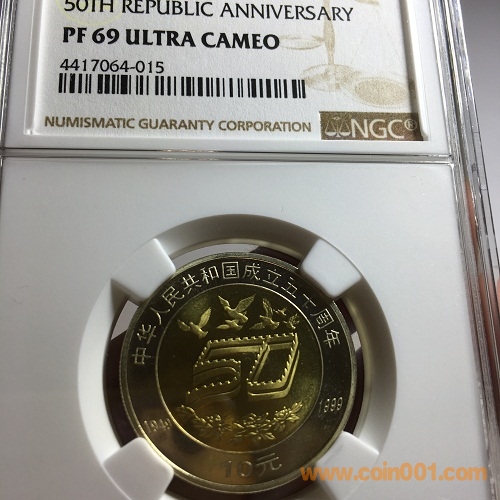 50TH REPUBLIC ANNIVERSARY
PF 69 ULTRA CAMEO
4417064-015
NUMISMATIC GUARANTY CORPORATION
NGC®
中华人民共和国成立五十周年
50
1949
1999
10元
www.coin001.com